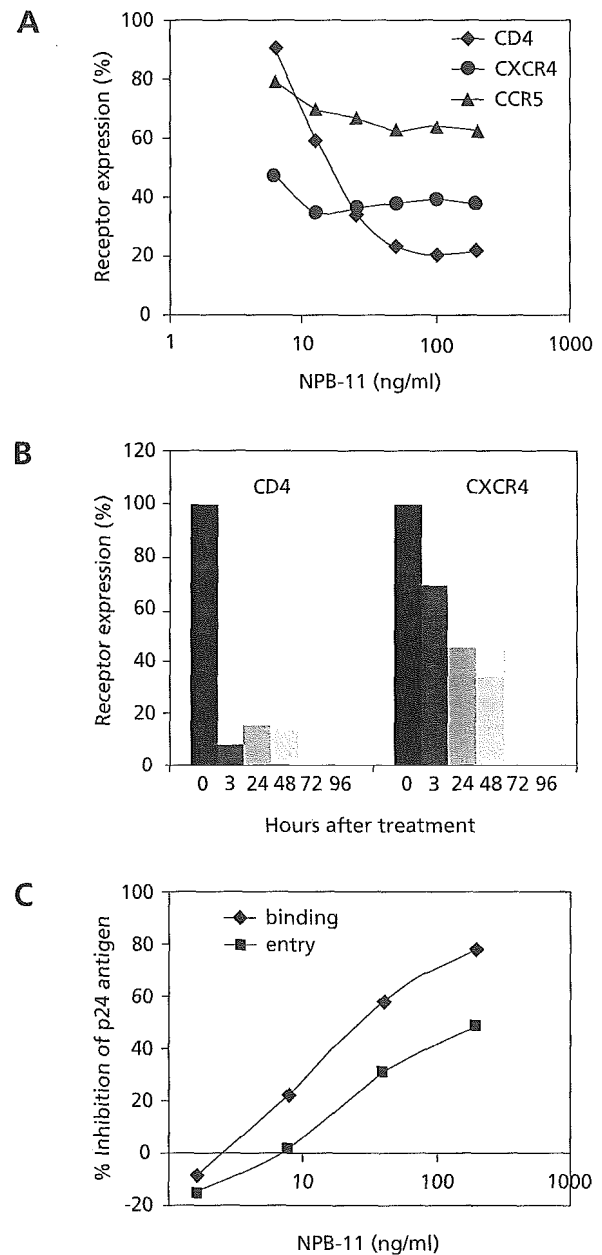 A
100
80
60
40
20
0
Receptor expression (%)
CD4
CXCR4
CCR5
1
10
100
1000
NPB-11 (ng/ml)
B
120
100
80
60
40
20
0
Receptor expression (%)
CD4
CXCR4
0 3 24 48 72 96
0 3 24 48 72 96
Hours after treatment
C
100
80
60
40
20
0
-20
% Inhibition of p24 antigen
binding
entry
10
100
1000
NPB-11 (ng/ml)